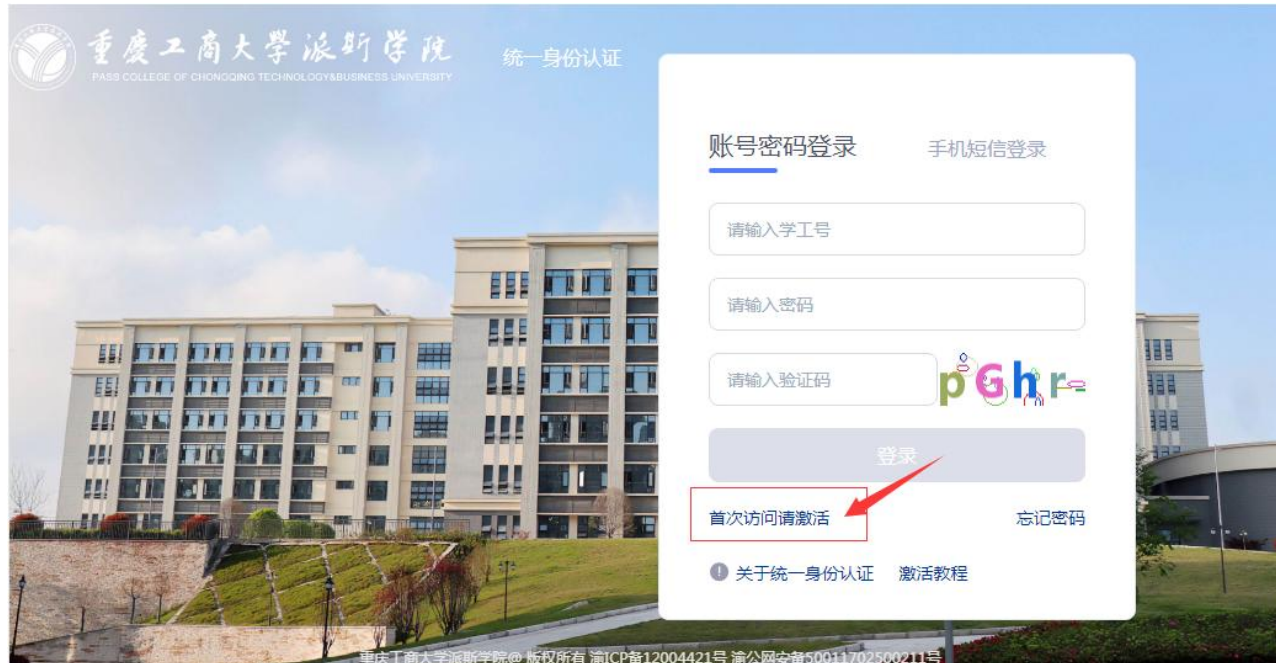 重慶工商大學派斯學院
PASS COLLEGE OF CHONGQING TECHNOLOGY&BUSINESS UNIVERSITY
统一身份认证
账号密码登录 手机短信登录
请输入学工号
请输入密码
请输入验证码 pGhr
登录
首次访问请激活 忘记密码
关于统一身份认证 激活教程
重庆工商大学派斯学院@ 版权所有 渝ICP备12004421号 渝公网安备50011702500211号